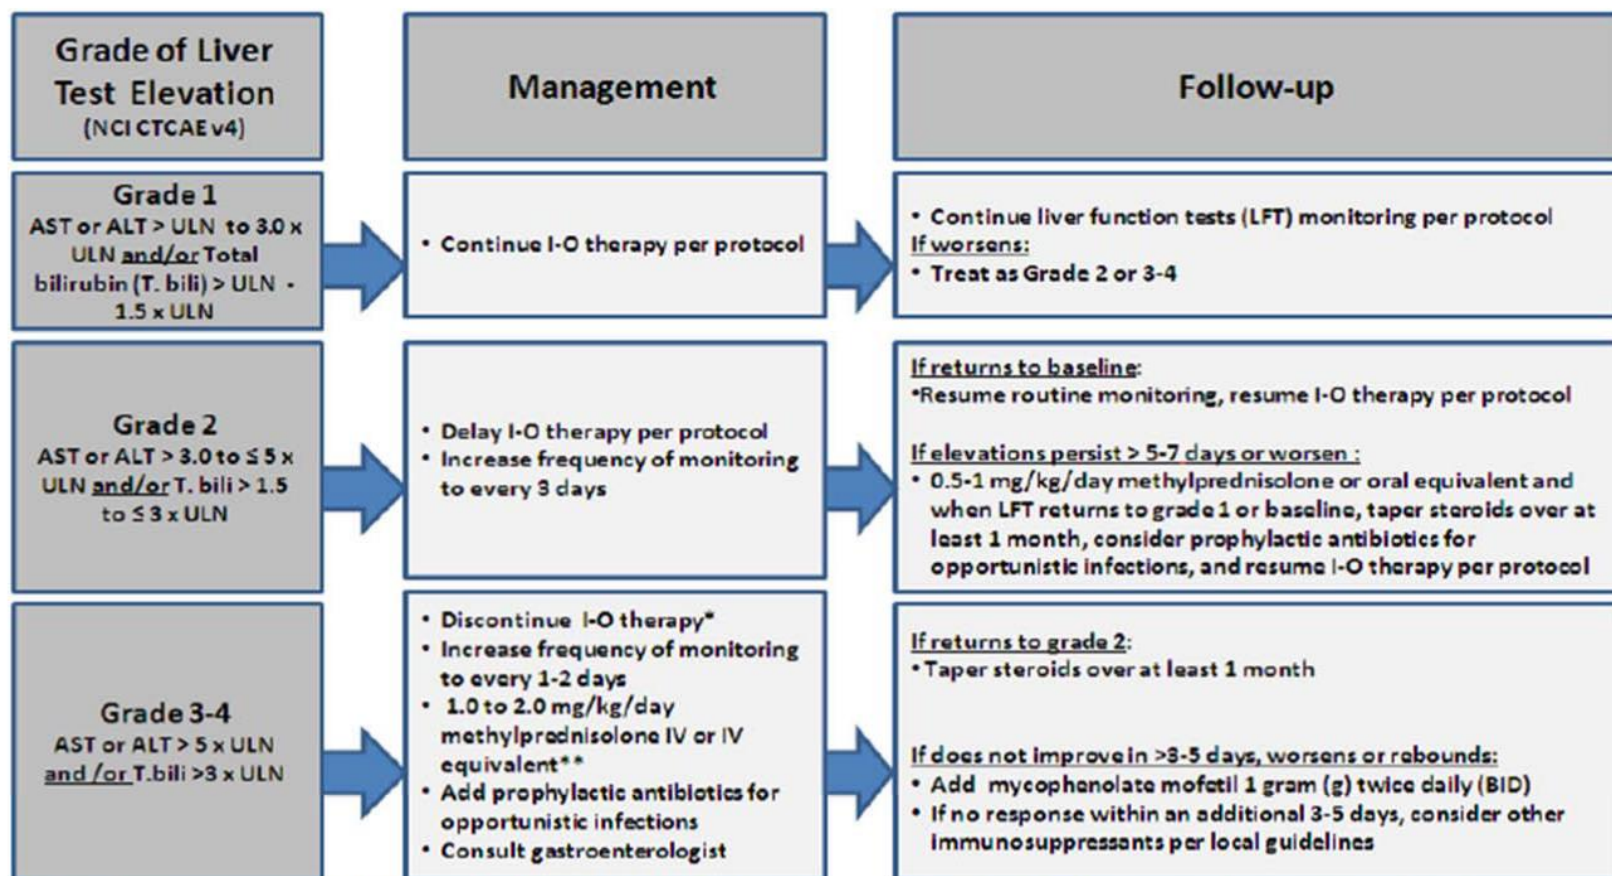 Grade of Liver
Test Elevation
(NCI CTCAE v4)
Management
Follow-up
Grade 1
AST or ALT > ULN to 3.0 x
ULN and/or Total
bilirubin (T. bili) > ULN -
1.5 x ULN
• Continue I-O therapy per protocol
• Continue liver function tests (LFT) monitoring per protocol
If worsens:
• Treat as Grade 2 or 3-4
Grade 2
AST or ALT > 3.0 to ≤ 5 x
ULN and/or T. bili > 1.5
to ≤ 3 x ULN
• Delay I-O therapy per protocol
• Increase frequency of monitoring
to every 3 days
If returns to baseline:
•Resume routine monitoring, resume I-O therapy per protocol
If elevations persist > 5-7 days or worsen :
• 0.5-1 mg/kg/day methylprednisolone or oral equivalent and
when LFT returns to grade 1 or baseline, taper steroids over at
least 1 month, consider prophylactic antibiotics for
opportunistic infections, and resume I-O therapy per protocol
Grade 3-4
AST or ALT > 5 x ULN
and /or T.bili >3 x ULN
• Discontinue I-O therapy*
• Increase frequency of monitoring
to every 1-2 days
• 1.0 to 2.0 mg/kg/day
methylprednisolone IV or IV
equivalent**
• Add prophylactic antibiotics for
opportunistic infections
• Consult gastroenterologist
If returns to grade 2:
•Taper steroids over at least 1 month
If does not improve in >3-5 days, worsens or rebounds:
• Add mycophenolate mofetil 1 gram (g) twice daily (BID)
• If no response within an additional 3-5 days, consider other
immunosuppressants per local guidelines